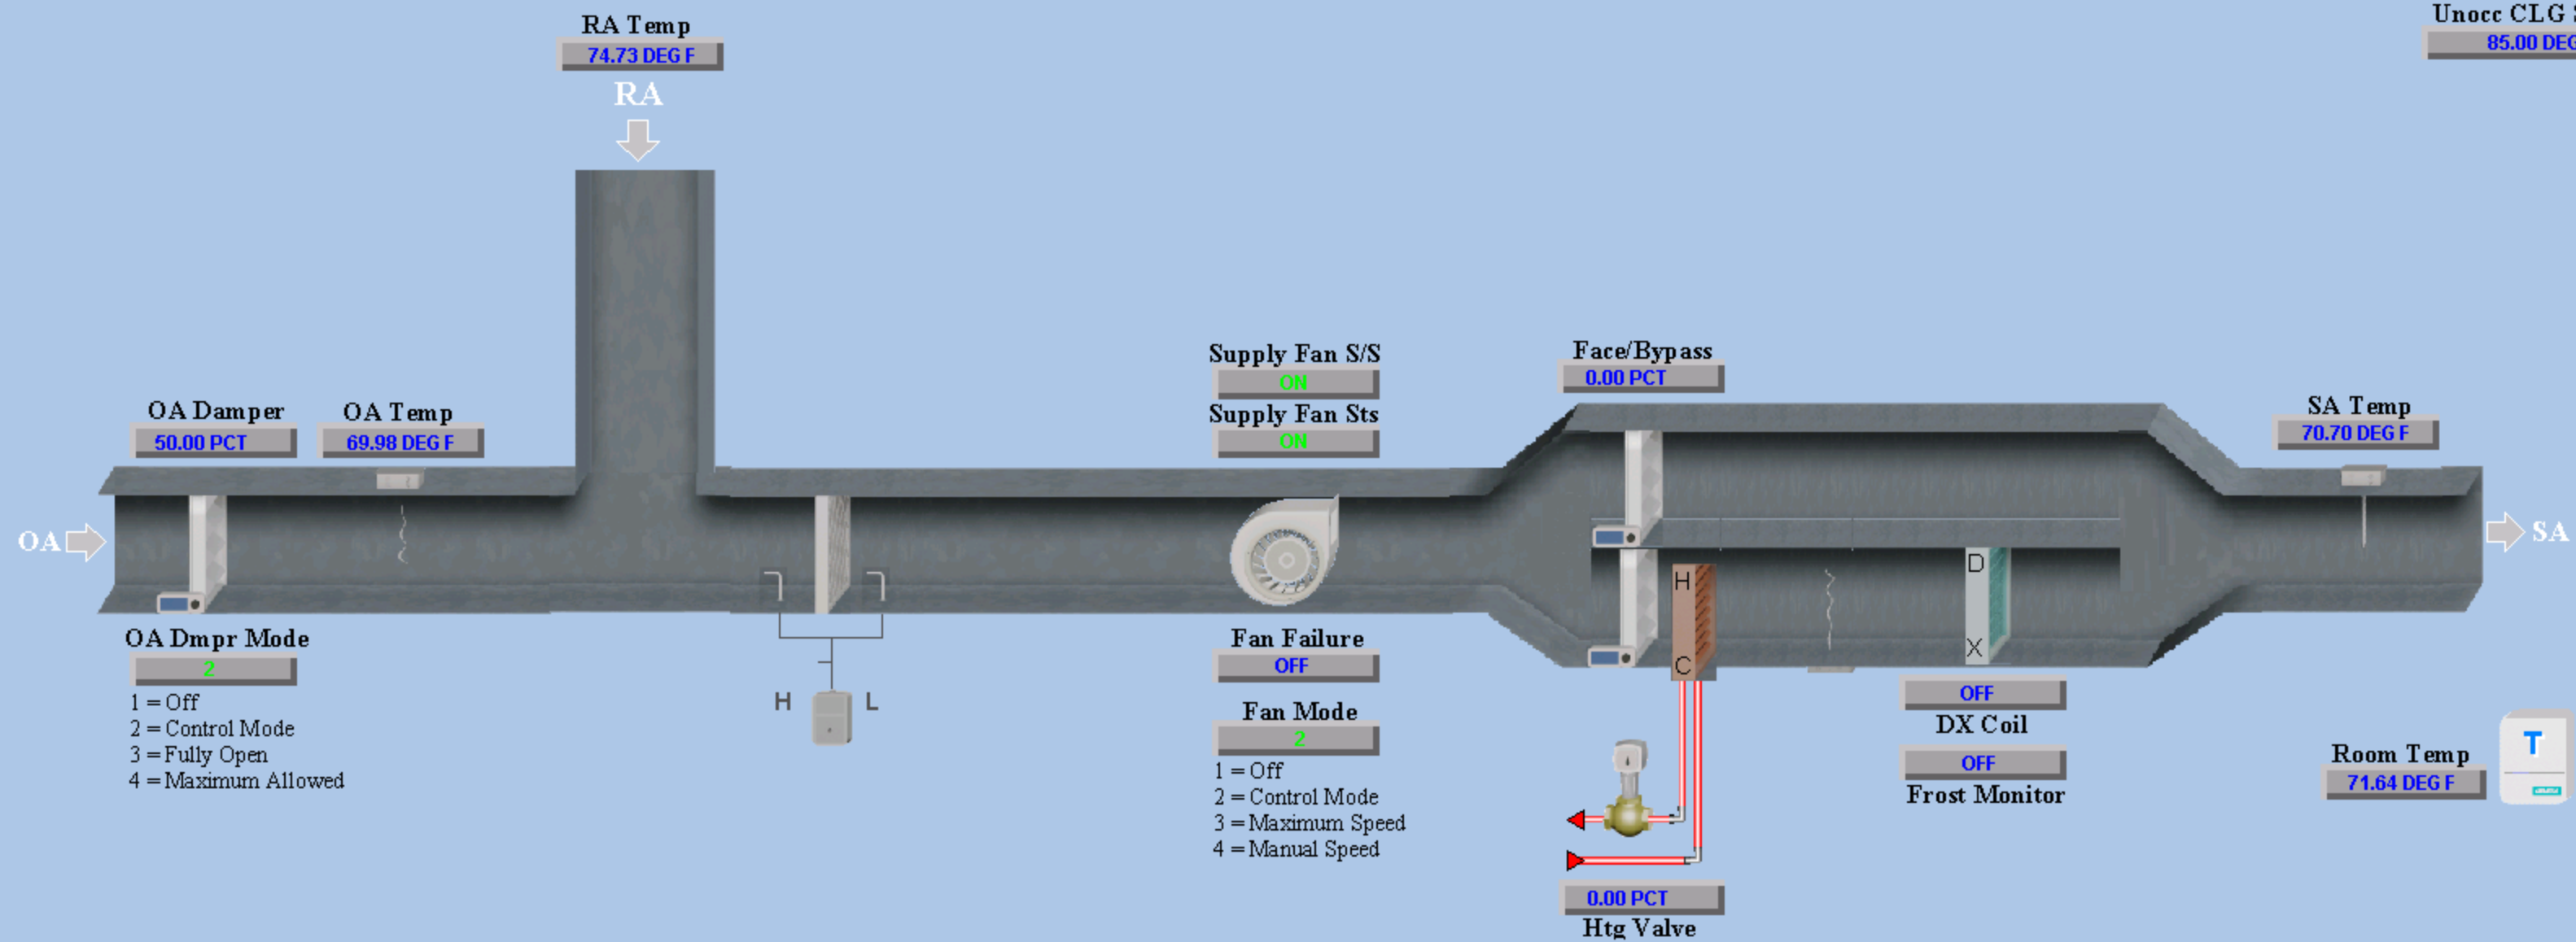 RA Temp
74.73 DEG F
RA
Unocc CLG
85.00 DEG
Supply Fan S/S
ON
Supply Fan Sts
ON
Face/Bypass
0.00 PCT
OA Damper
50.00 PCT
OA Temp
69.98 DEG F
SA Temp
70.70 DEG F
OA
SA
D
X
H
C
OA Dmpr Mode
2
1 = Off
2 = Control Mode
3 = Fully Open
4 = Maximum Allowed
H
L
Fan Failure
OFF
Fan Mode
2
1 = Off
2 = Control Mode
3 = Maximum Speed
4 = Manual Speed
OFF
DX Coil
OFF
Frost Monitor
Room Temp
71.64 DEG F
T
0.00 PCT
Htg Valve